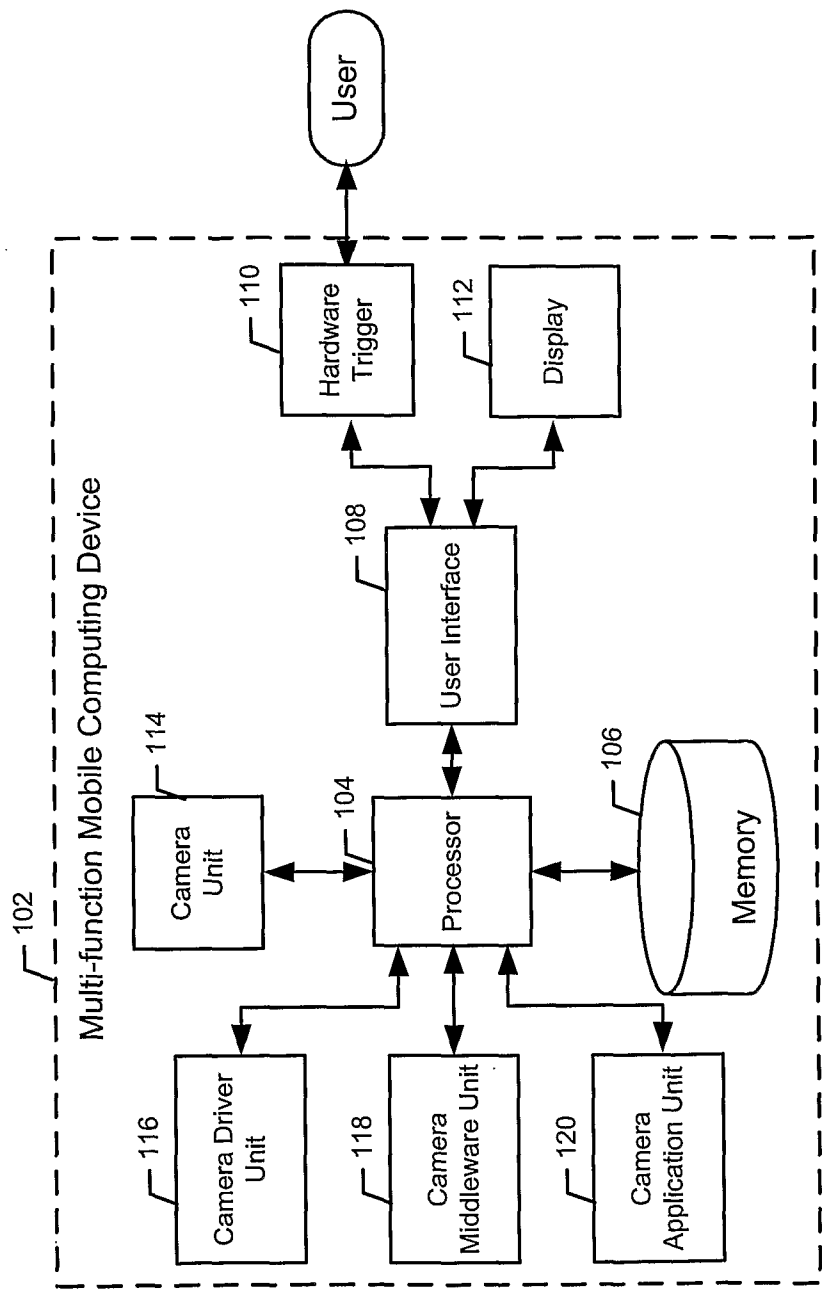 102
Multi-function Mobile Computing Device
116
Camera Driver
Unit
118
Camera
Middleware Unit
120
Camera
Application Unit
114
Camera
Unit
104
Processor
106
Memory
108
User Interface
110
Hardware
Trigger
112
Display
User